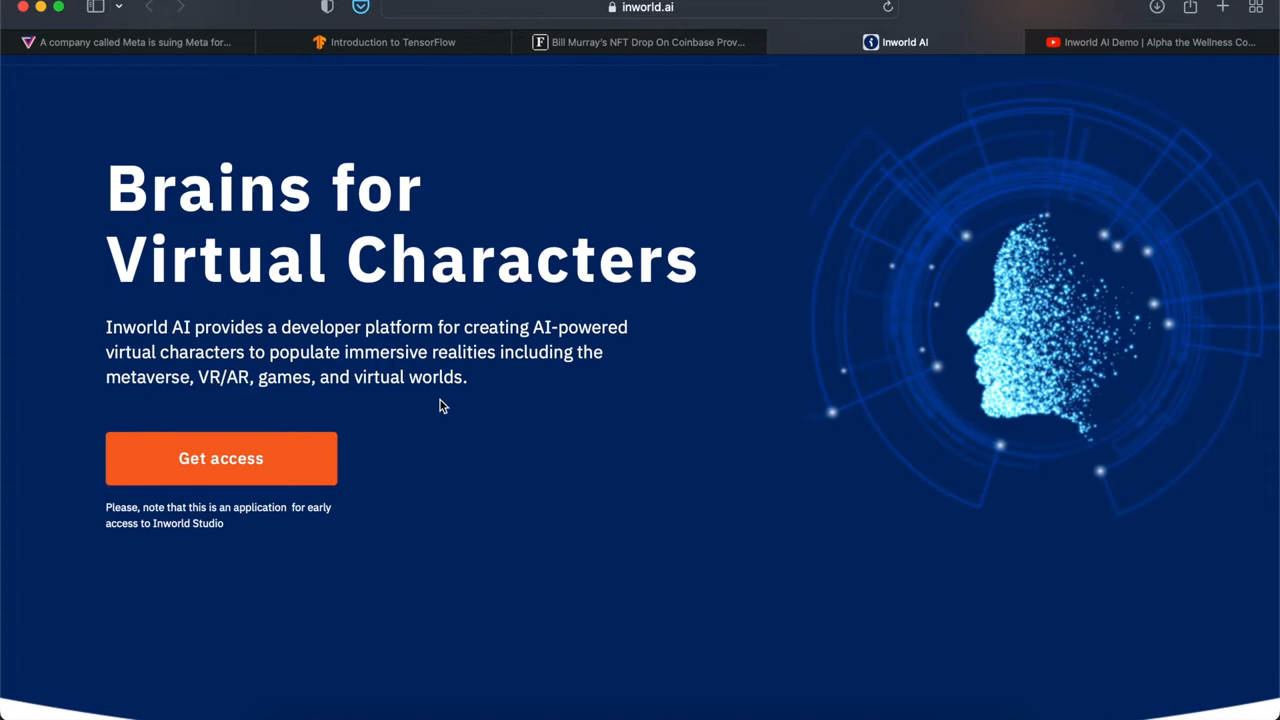 inworld.ai
A company called Meta is suing Meta for...
Introduction to TensorFlow
Bill Murray's NFT Drop On Coinbase Prov...
Inworld AI
Inworld AI Demo | Alpha the Wellness Co...
Brains for
Virtual Characters
Inworld AI provides a developer platform for creating AI-powered
virtual characters to populate immersive realities including the
metaverse, VR/AR, games, and virtual worlds.
Get access
Please, note that this is an application for early
access to Inworld Studio